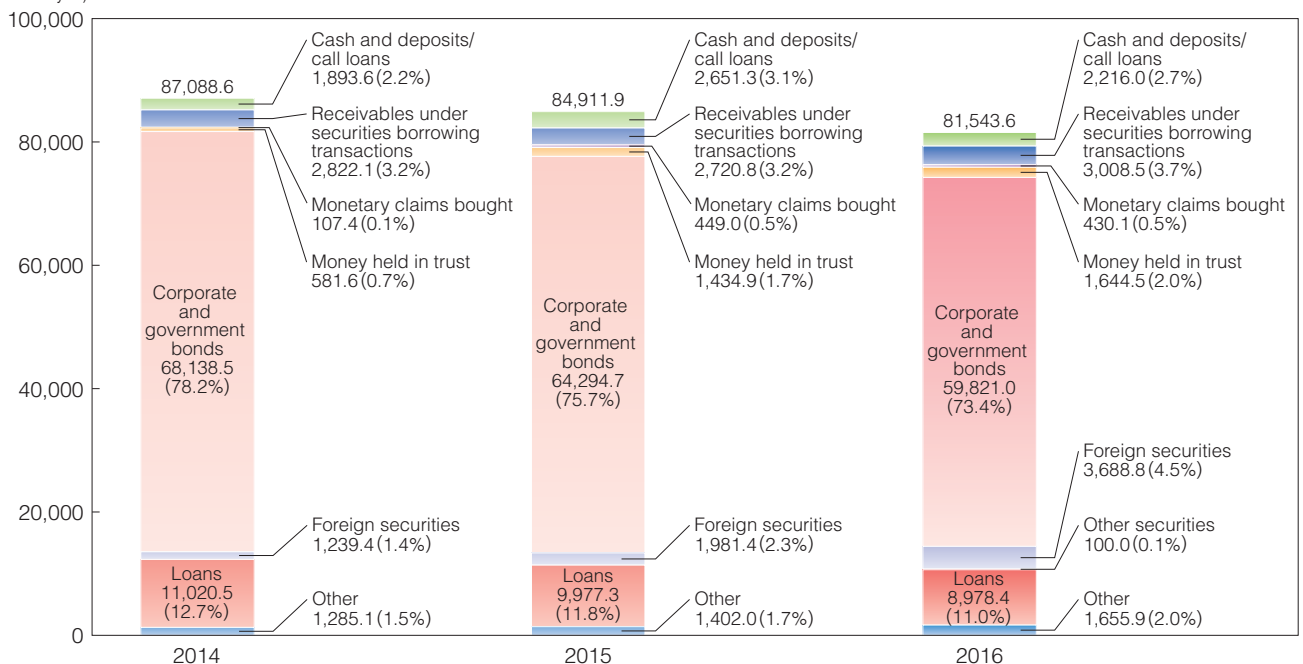 100,000
80,000
60,000
40,000
20,000
0
87,088.6
Cash and deposits/
call loans
1,893.6 (2.2%)
Receivables under
securities borrowing
transactions
2,822.1 (3.2%)
Monetary claims bought
107.4 (0.1%)
Money held in trust
581.6 (0.7%)
Corporate
and
government
bonds
68,138.5
(78.2%)
Foreign securities
1,239.4 (1.4%)
Loans
11,020.5
(12.7%)
Other
1,285.1 (1.5%)
2014
84,911.9
Cash and deposits/
call loans
2,651.3 (3.1%)
Receivables under
securities borrowing
transactions
2,720.8 (3.2%)
Monetary claims bought
449.0 (0.5%)
Money held in trust
1,434.9 (1.7%)
Corporate
and
government
bonds
64,294.7
(75.7%)
Foreign securities
1,981.4 (2.3%)
Loans
9,977.3
(11.8%)
Other
1,402.0 (1.7%)
2015
81,543.6
Cash and deposits/
call loans
2,216.0 (2.7%)
Receivables under
securities borrowing
transactions
3,008.5 (3.7%)
Monetary claims bought
430.1 (0.5%)
Money held in trust
1,644.5 (2.0%)
Corporate
and
government
bonds
59,821.0
(73.4%)
Foreign securities
3,688.8 (4.5%)
Other securities
100.0 (0.1%)
Loans
8,978.4
(11.0%)
Other
1,655.9 (2.0%)
2016